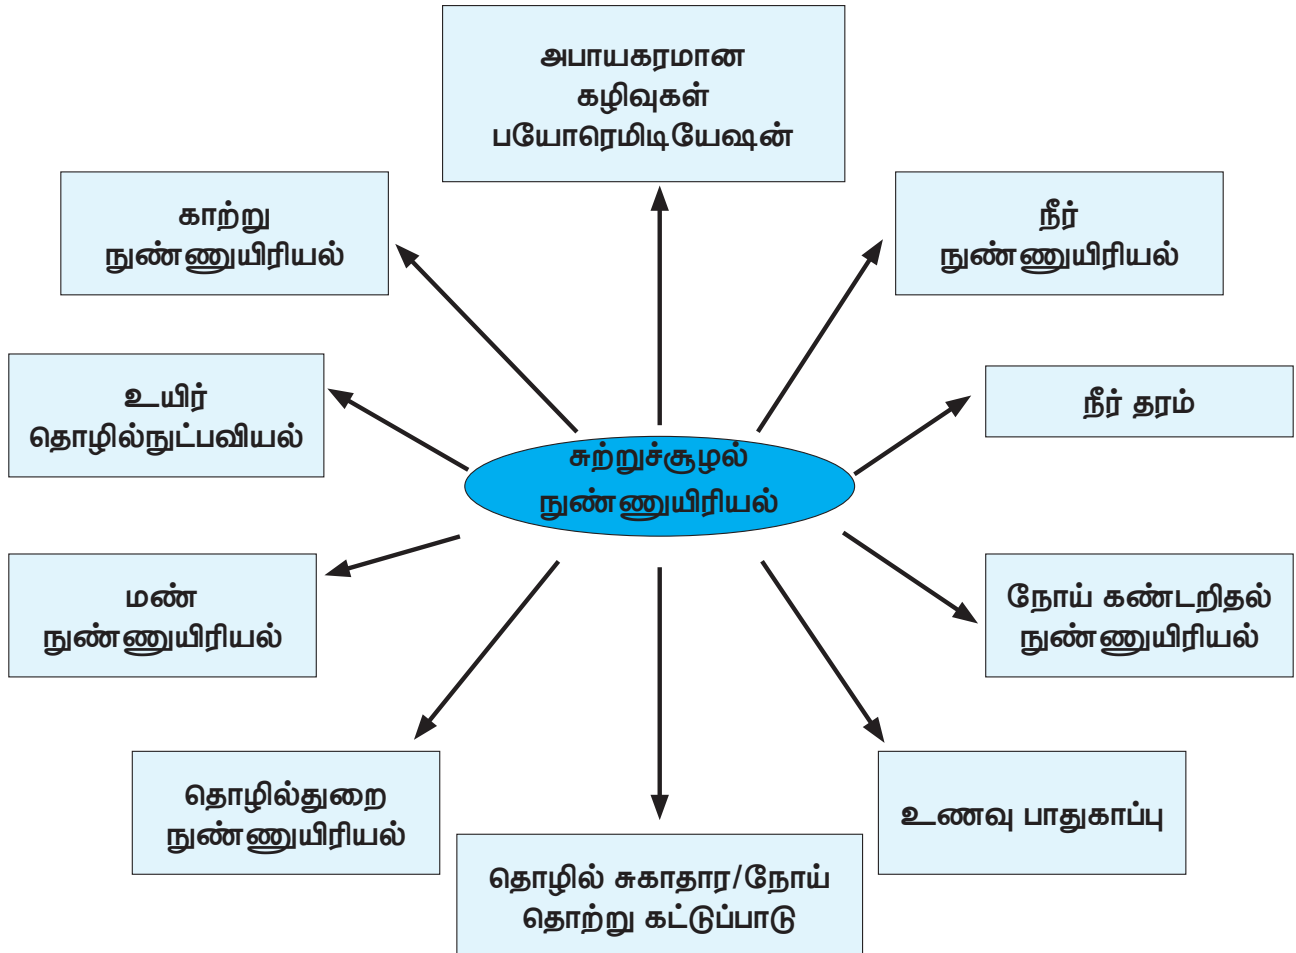 அபாயகரமான
கழிவுகள்
பயோரெமிடியேஷன்
காற்று
நுண்ணுயிரியல்
நீர்
நுண்ணுயிரியல்
உயிர்
தொழில்நுட்பவியல்
நீர் தரம்
சுற்றுச்சூழல்
நுண்ணுயிரியல்
மண்
நுண்ணுயிரியல்
நோய் கண்டறிதல்
நுண்ணுயிரியல்
தொழில்துறை
நுண்ணுயிரியல்
உணவு பாதுகாப்பு
தொழில் சுகாதார/நோய்
தொற்று கட்டுப்பாடு